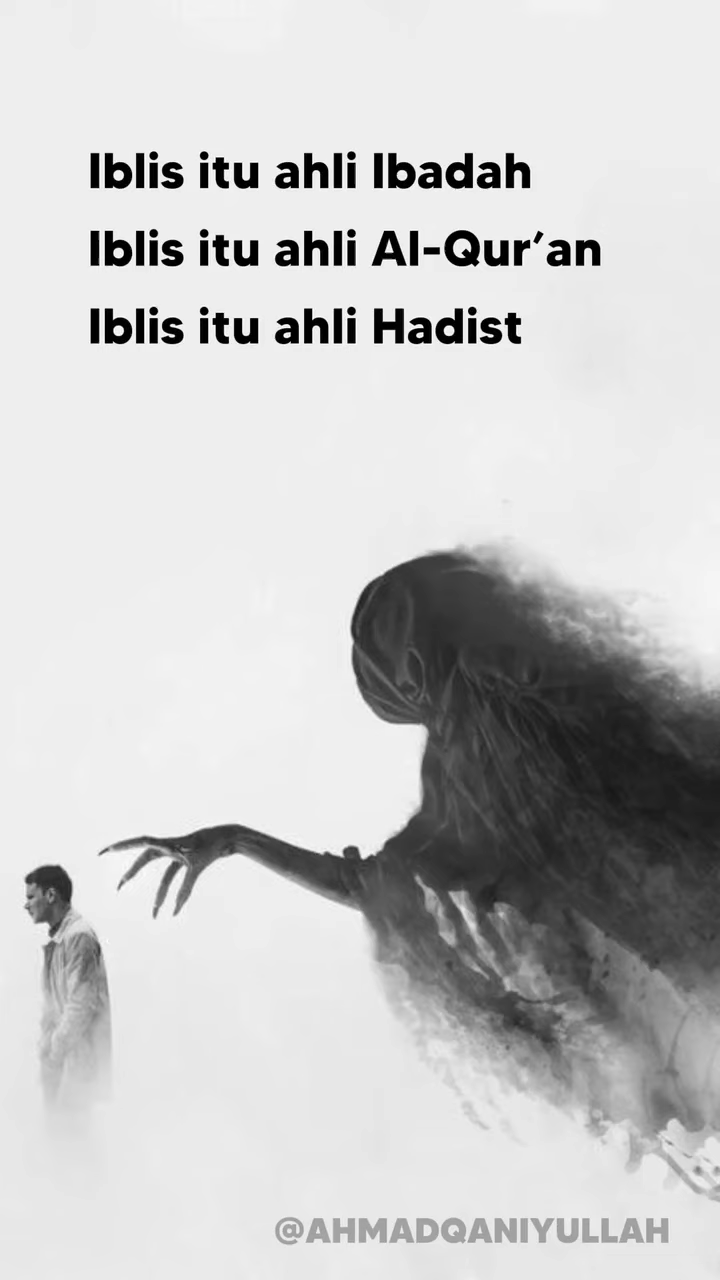 Iblis itu ahli Ibadah
Iblis itu ahli Al-Qur’an
Iblis itu ahli Hadist
@AHMADQANIYULLAH